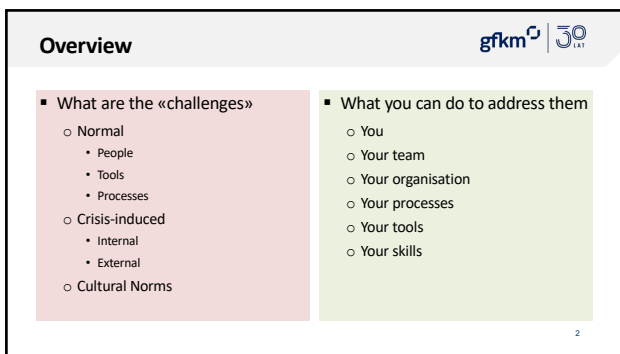 Overview
gfkm
30
LAT
▪ What are the «challenges»
o Normal
• People
• Tools
• Processes
o Crisis-induced
• Internal
• External
o Cultural Norms
▪ What you can do to address them
o You
o Your team
o Your organisation
o Your processes
o Your tools
o Your skills
2